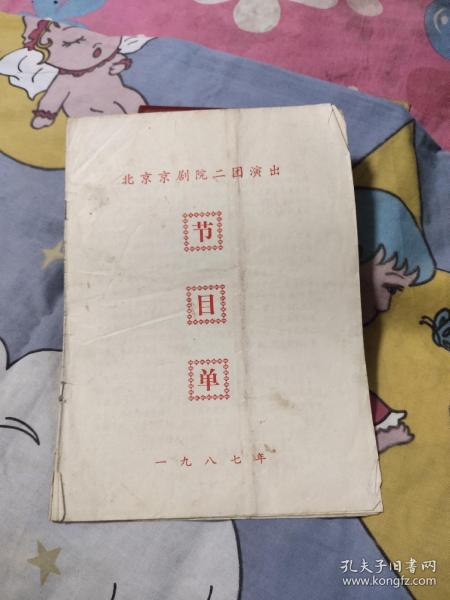 北京京剧院二团演出
节
目
单
一九八七年
孔夫子旧书网
www.kongfz.com